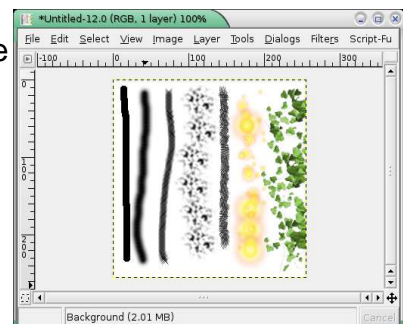 e
*Untitled-12.0 (RGB, 1 layer) 100%
File Edit Select View Image Layer Tools Dialogs Filters Script-Fu
-100 0 100 200 300
0
100
200
Background (2.01 MB)
Cancel